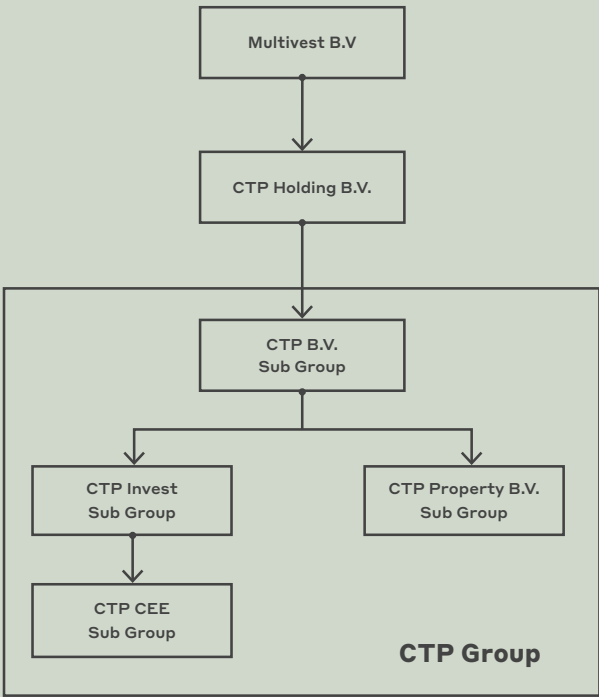 Multivest B.V
CTP Holding B.V.
CTP B.V.
Sub Group
CTP Invest
Sub Group
CTP Property B.V.
Sub Group
CTP CEE
Sub Group
CTP Group